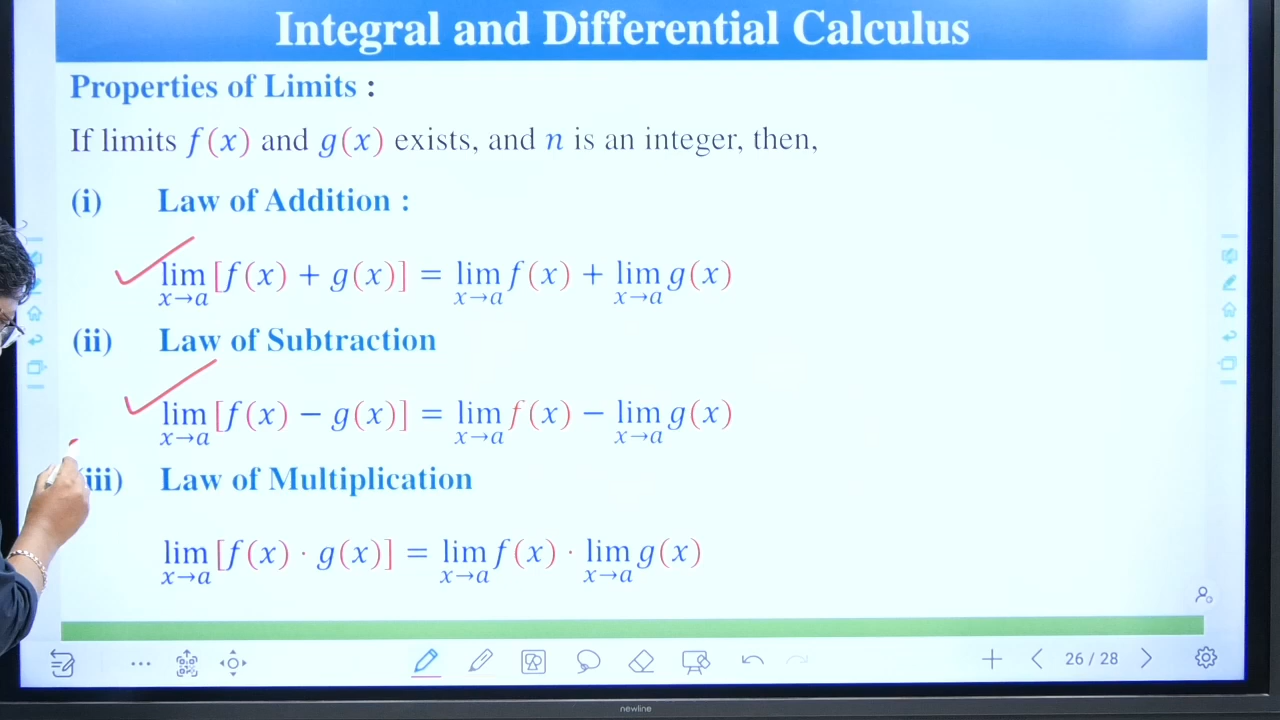 Integral and Differential Calculus
Properties of Limits :
If limits f(x) and g(x) exists, and n is an integer, then,
(i) Law of Addition :
lim x→a [f(x) + g(x)] = lim x→a f(x) + lim x→a g(x)
(ii) Law of Subtraction
lim x→a [f(x) − g(x)] = lim x→a f(x) − lim x→a g(x)
iii) Law of Multiplication
lim x→a [f(x) · g(x)] = lim x→a f(x) · lim x→a g(x)
26 / 28
newline